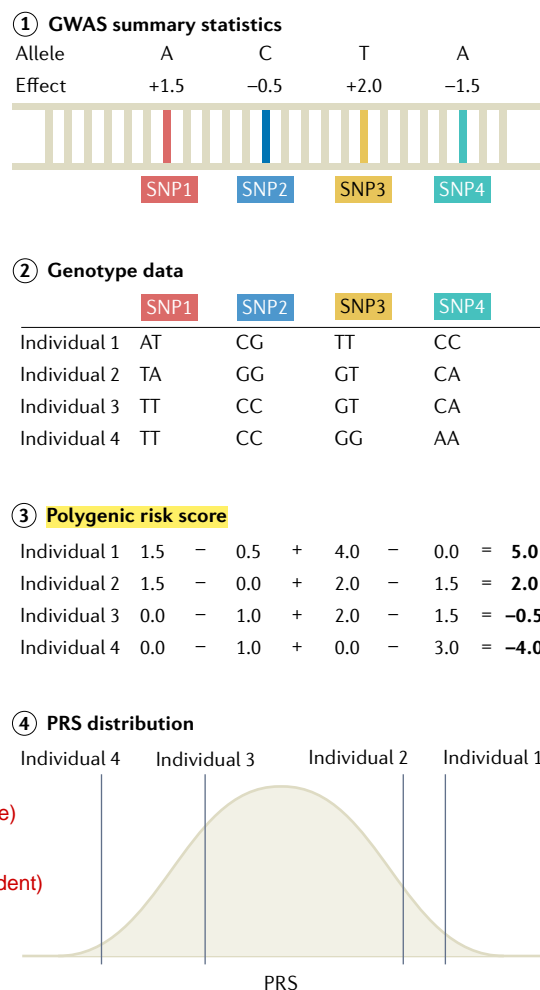 ① GWAS summary statistics
Allele A C T A
Effect +1.5 –0.5 +2.0 –1.5
SNP1 SNP2 SNP3 SNP4
② Genotype data
SNP1 SNP2 SNP3 SNP4
Individual 1 AT CG TT CC
Individual 2 TA GG GT CA
Individual 3 TT CC GT CA
Individual 4 TT CC GG AA
③ Polygenic risk score
Individual 1 1.5 – 0.5 + 4.0 – 0.0 = 5.0
Individual 2 1.5 – 0.0 + 2.0 – 1.5 = 2.0
Individual 3 0.0 – 1.0 + 2.0 – 1.5 = –0.5
Individual 4 0.0 – 1.0 + 0.0 – 3.0 = –4.0
④ PRS distribution
Individual 4 Individual 3 Individual 2 Individual 1
e)
dent)
PRS